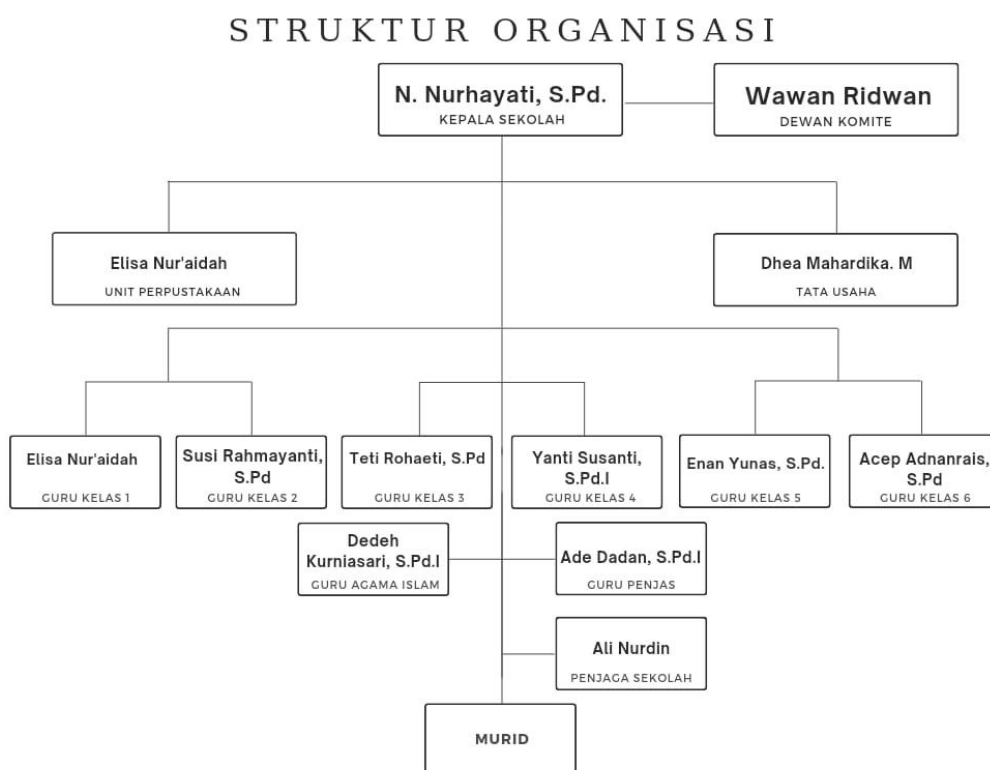 STRUKTUR ORGANISASI
N. Nurhayati, S.Pd.
KEPALA SEKOLAH
Wawan Ridwan
DEWAN KOMITE
Elisa Nur'aidah
UNIT PERPUSTAKAAN
Dhea Mahardika. M
TATA USAHA
Elisa Nur'aidah
GURU KELAS 1
Susi Rahmayanti,
S.Pd
GURU KELAS 2
Teti Rohaeti, S.Pd
GURU KELAS 3
Yanti Susanti,
S.Pd.I
GURU KELAS 4
Enan Yunas, S.Pd.
GURU KELAS 5
Acep Adnanrais,
S.Pd
GURU KELAS 6
Dedeh
Kurniasari, S.Pd.I
GURU AGAMA ISLAM
Ade Dadan, S.Pd.I
GURU PENJAS
Ali Nurdin
PENJAGA SEKOLAH
MURID